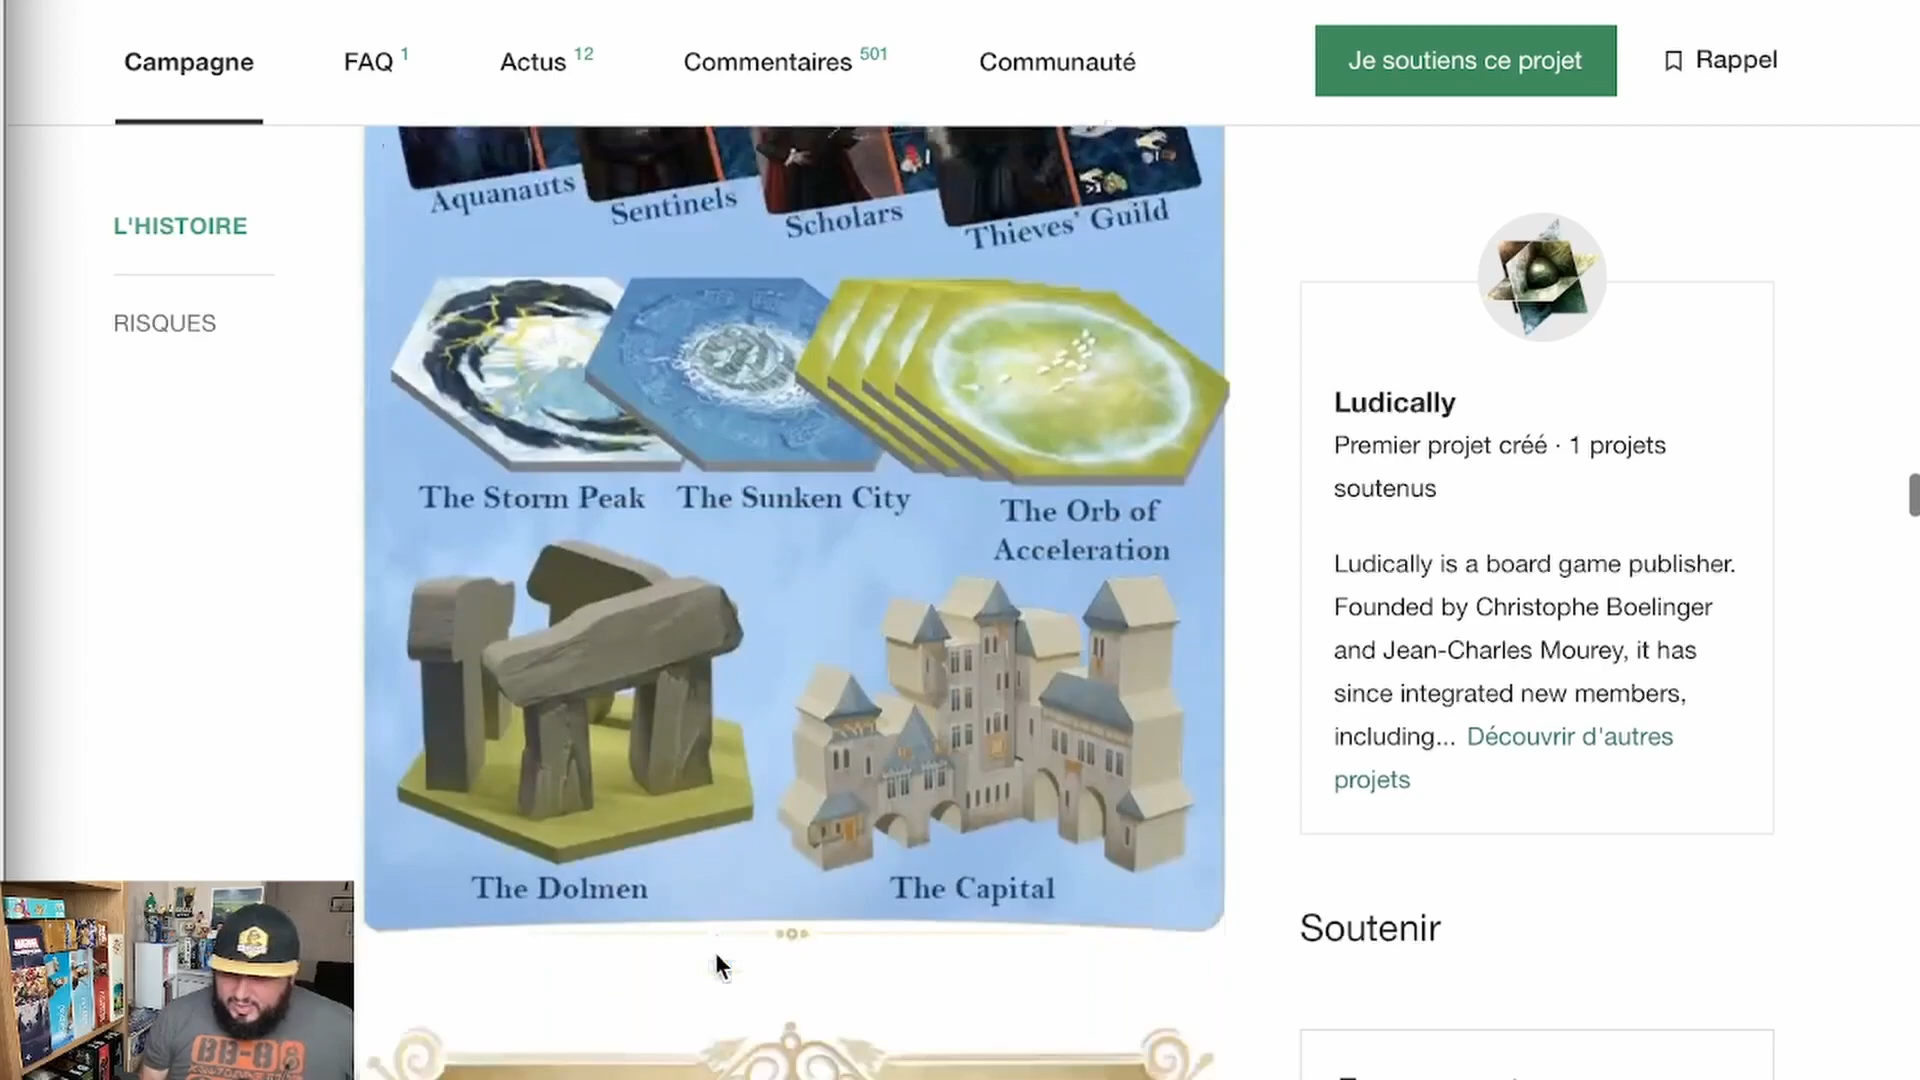 Campagne
FAQ 1
Actus 12
Commentaires 501
Communauté
Je soutiens ce projet
Rappel
L'HISTOIRE
RISQUES
Aquanauts
Sentinels
Scholars
Thieves' Guild
The Storm Peak
The Sunken City
The Orb of
Acceleration
The Dolmen
The Capital
Ludically
Premier projet créé · 1 projets
soutenus
Ludically is a board game publisher.
Founded by Christophe Boelinger
and Jean-Charles Mourey, it has
since integrated new members,
including... Découvrir d'autres
projets
Soutenir
MARVEL
BB-8